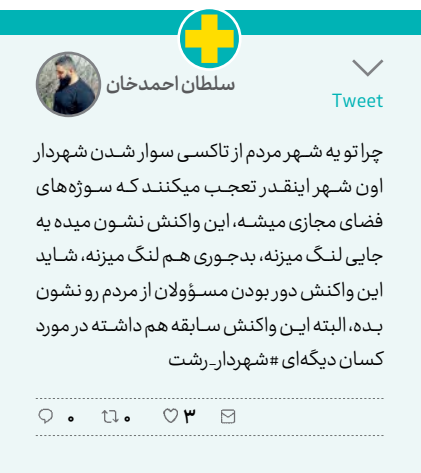 سلطان احمدخان
Tweet
چرا تو یه شهر مردم از تاکسی سوار شدن شهردار
اون شهر اینقدر تعجب میکنند که سوژه‌های
فضای مجازی میشه، این واکنش نشون میده یه
جایی لنگ میزنه، بدجوری هم لنگ میزنه، شاید
این واکنش دور بودن مسؤولان از مردم رو نشون
بده، البته این واکنش سابقه هم داشته در مورد
کسان دیگه‌ای #شهردار_رشت
۰ ۰ ۳